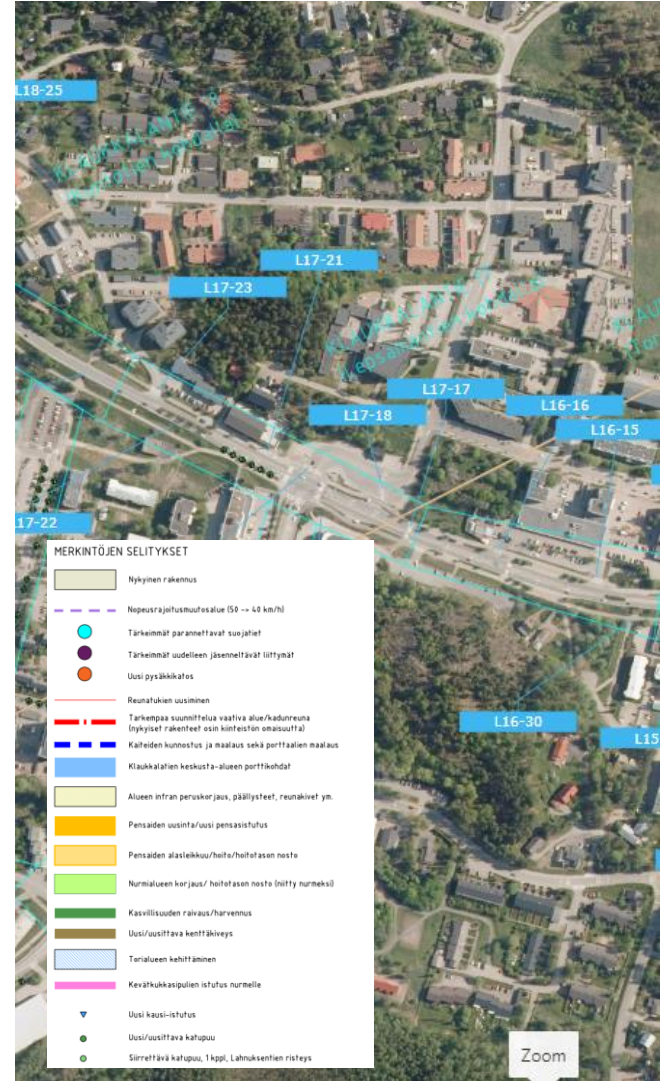 L18-25
KLAUKKALANTIE
L17-21
L17-23
KLAUKKALANTIE
L17-17
L16-16
L17-18
L16-15
17-22
MERKINTÖJEN SELITYKSET
Nykyinen rakennus
Nopeusrajoitusmuutosalue (50 -> 40 km/h)
Tärkeimmät parannettavat suojatiet
Tärkeimmät uudelleen jäsenneltävät liittymät
Uusi pysäkkikatos
Reunatukien uusiminen
Tarkempaa suunnittelua vaativa alue/kadunreuna
(nykyiset rakenteet osin kiinteistön omaisuutta)
Kaiteiden kunnostus ja maalaus sekä porttaalien maalaus
Klaukkalatien keskusta-alueen porttikohdat
Alueen infran peruskorjaus, päällysteet, reunakivet ym.
Pensaiden uusinta/uusi pensasistutus
Pensaiden alasleikkuu/hoito/hoitotason nosto
Nurmialueen korjaus/ hoitotason nosto (niitty nurmeksi)
Kasvillisuuden raivaus/harvennus
Uusi/uusittava kenttäkiveys
Torialueen kehittäminen
Kevätkukkasipulien istutus nurmelle
Uusi kausi-istutus
Uusi/uusittava katupuu
Siirrettävä katupuu, 1 kppl, Lahnuksentien risteys
L16-30
L15
Zoom